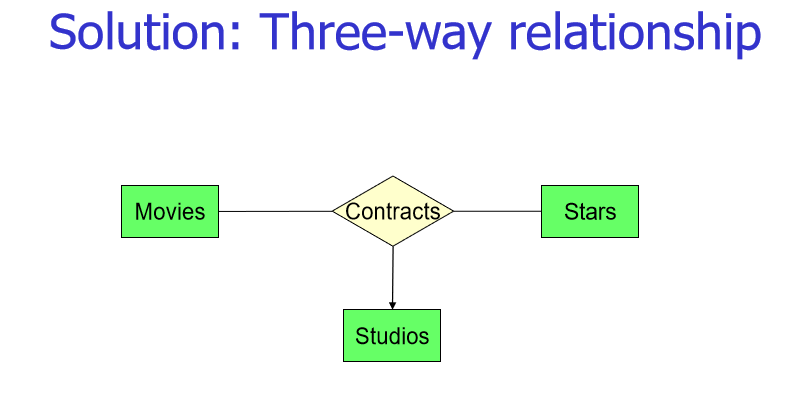 Solution: Three-way relationship
Movies
Contracts
Stars
Studios